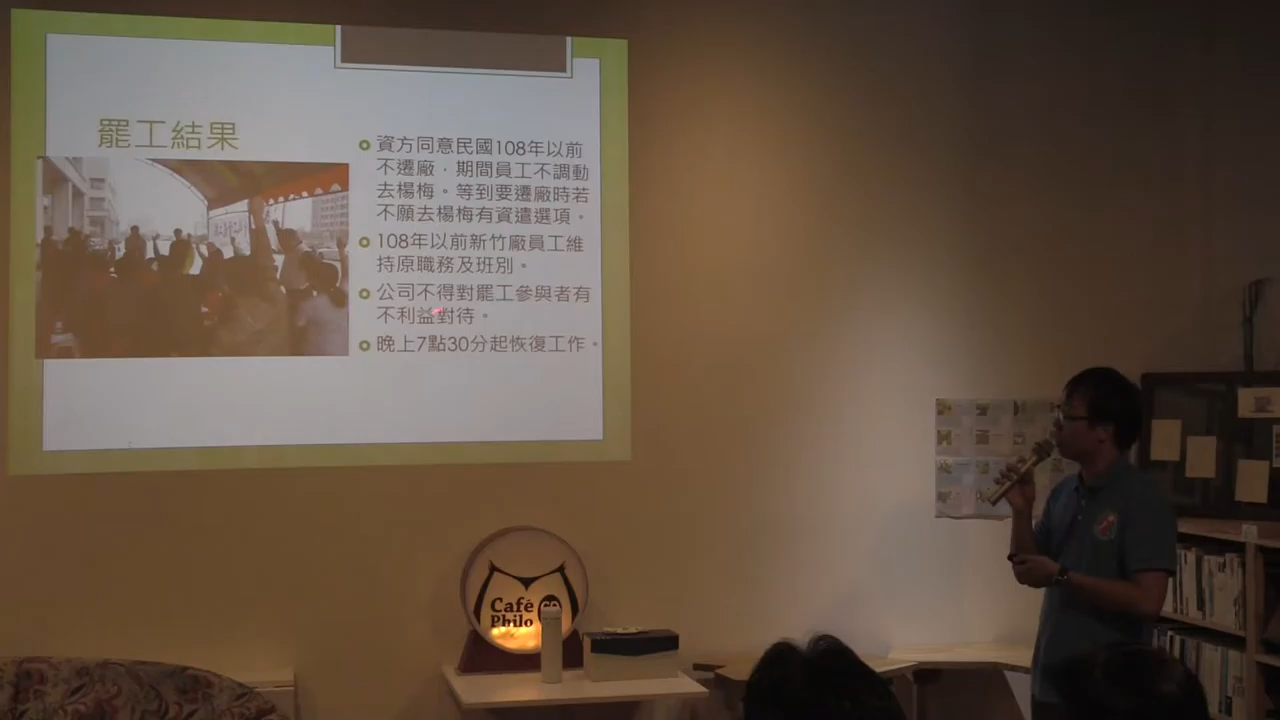 罷工結果
資方同意民國108年以前
不遷廠，期間員工不調動
去楊梅。等到要遷廠時若
不願去楊梅有資遣選項。
108年以前新竹廠員工維
持原職務及班別。
公司不得對罷工參與者有
不利益對待。
晚上7點30分起恢復工作。
Café
Philo